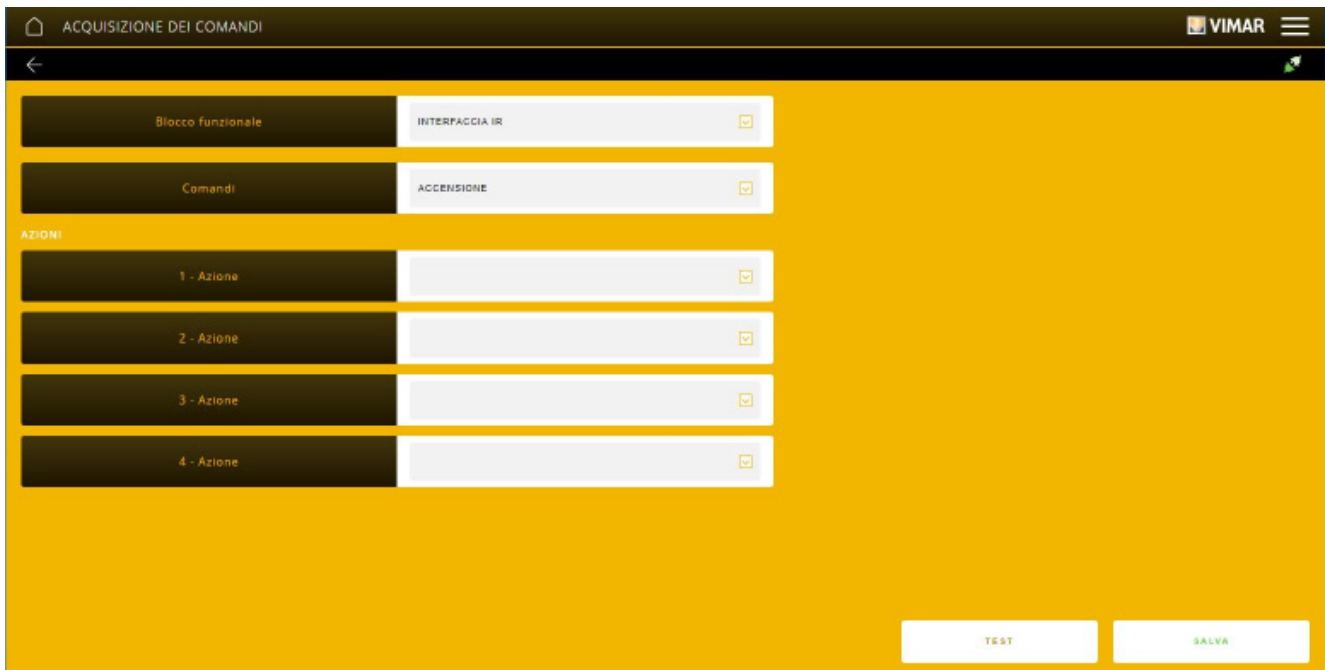 ACQUISIZIONE DEI COMANDI VIMAR
Blocco funzionale INTERFACCIA IR
Comandi ACCENSIONE
AZIONI
1 - Azione
2 - Azione
3 - Azione
4 - Azione
TEST SALVA